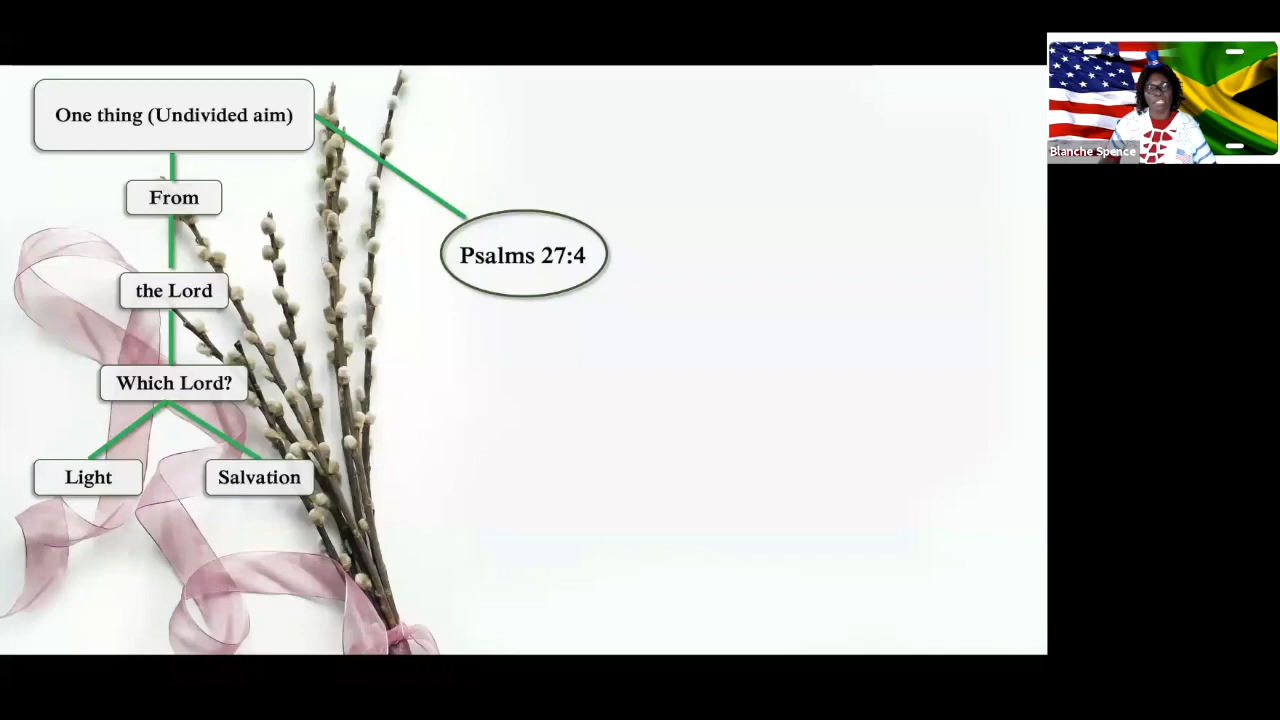 One thing (Undivided aim)
From
the Lord
Which Lord?
Light
Salvation
Psalms 27:4
Blanche Spence